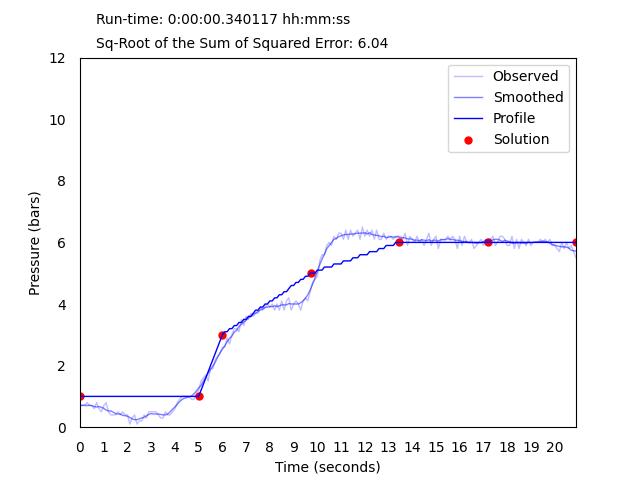 Run-time: 0:00:00.340117 hh:mm:ss
Sq-Root of the Sum of Squared Error: 6.04
12
10
8
6
4
2
0
Pressure (bars)
Observed
Smoothed
Profile
Solution
0 1 2 3 4 5 6 7 8 9 10 11 12 13 14 15 16 17 18 19 20
Time (seconds)